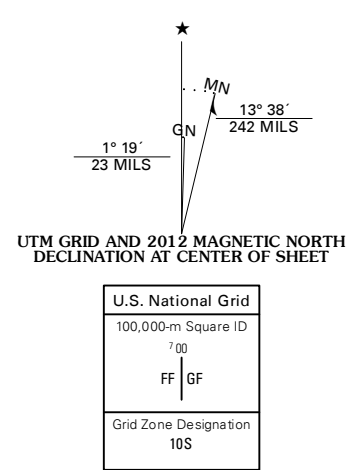 ★
MN
13° 38´
242 MILS
GN
1° 19´
23 MILS
UTM GRID AND 2012 MAGNETIC NORTH
DECLINATION AT CENTER OF SHEET
U.S. National Grid
100,000-m Square ID
7 00
FF GF
Grid Zone Designation
10S